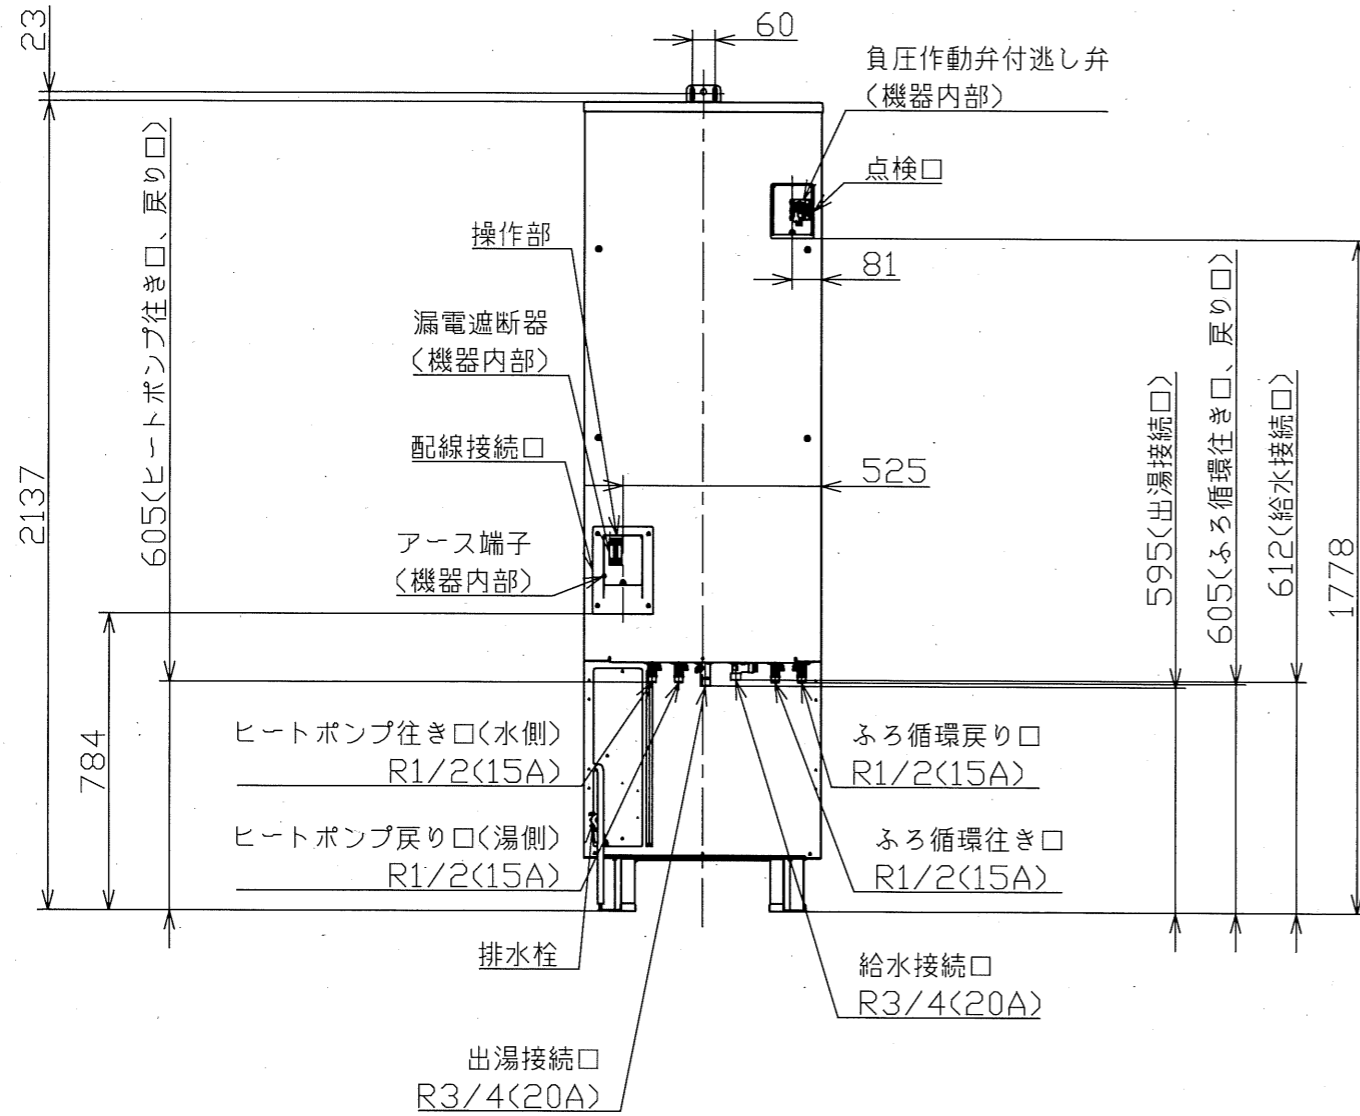 23
60
負圧作動弁付逃し弁
(機器内部)
点検口
操作部
81
漏電遮断器
(機器内部)
配線接続口
525
アース端子
(機器内部)
2137
605(ヒートポンプ往き口、戻り口)
784
595(出湯接続口)
605(ふろ循環往き口、戻り口)
612(給水接続口)
1778
ヒートポンプ往き口(水側)
R1/2(15A)
ふろ循環戻り口
R1/2(15A)
ヒートポンプ戻り口(湯側)
R1/2(15A)
ふろ循環往き口
R1/2(15A)
排水栓
給水接続口
R3/4(20A)
出湯接続口
R3/4(20A)